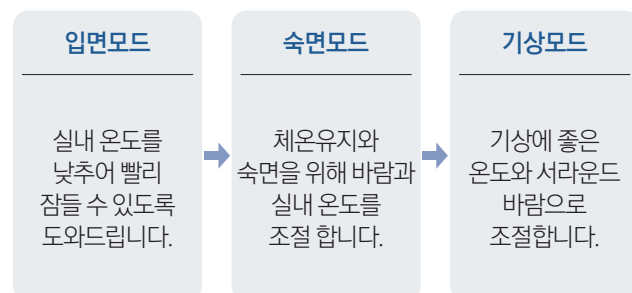 입면모드
실내 온도를
낮추어 빨리
잠들 수 있도록
도와드립니다.
숙면모드
체온유지와
숙면을 위해 바람과
실내 온도를
조절 합니다.
기상모드
기상에 좋은
온도와 서라운드
바람으로
조절합니다.